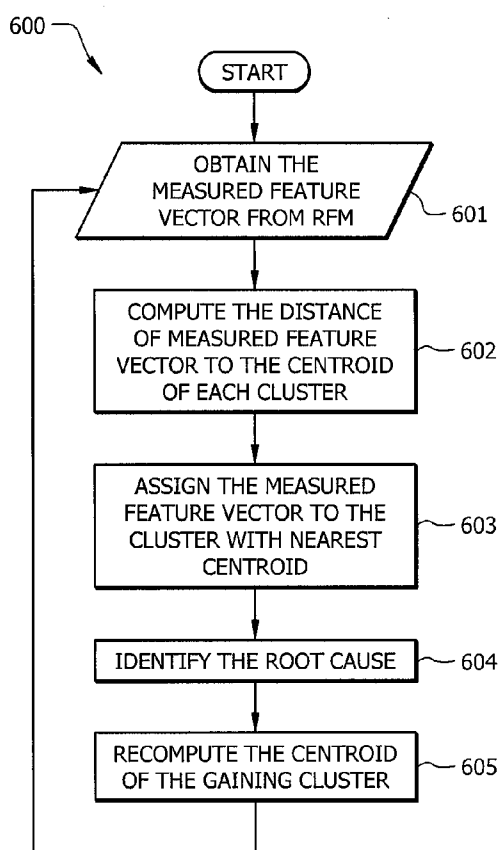 600
START
OBTAIN THE
MEASURED FEATURE
VECTOR FROM RFM
601
COMPUTE THE DISTANCE
OF MEASURED FEATURE
VECTOR TO THE CENTROID
OF EACH CLUSTER
602
ASSIGN THE MEASURED
FEATURE VECTOR TO THE
CLUSTER WITH NEAREST
CENTROID
603
IDENTIFY THE ROOT CAUSE
604
RECOMPUTE THE CENTROID
OF THE GAINING CLUSTER
605